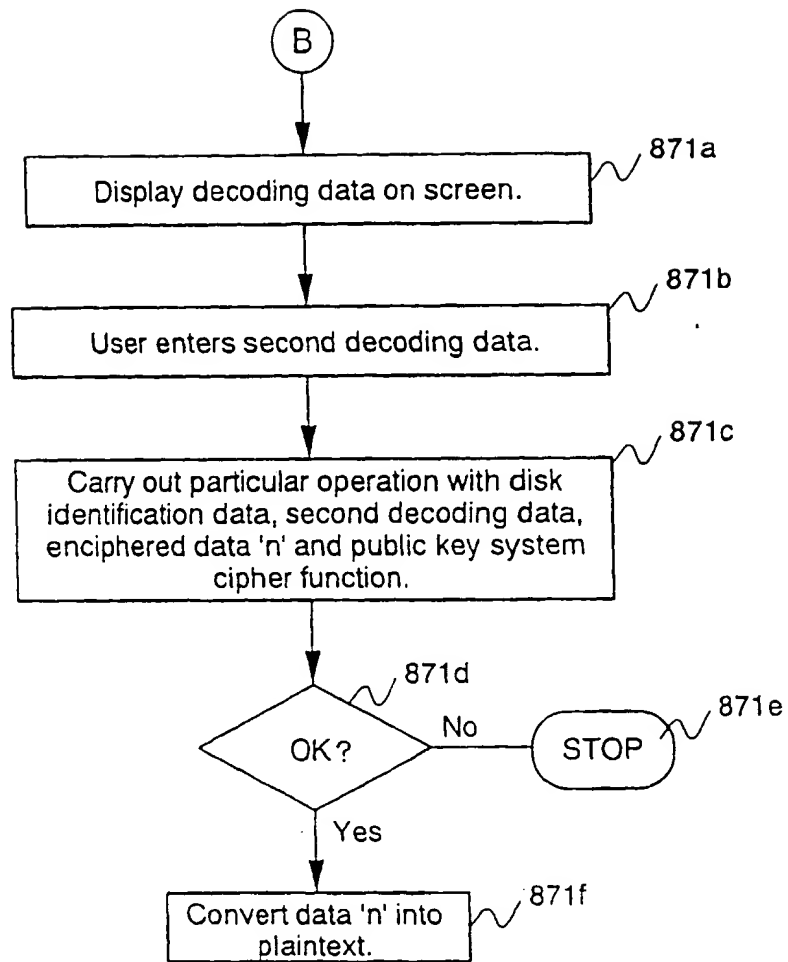 B
871a
Display decoding data on screen.
871b
User enters second decoding data.
871c
Carry out particular operation with disk
identification data, second decoding data,
enciphered data 'n' and public key system
cipher function.
871d
871e
OK?
No
STOP
Yes
871f
Convert data 'n' into
plaintext.